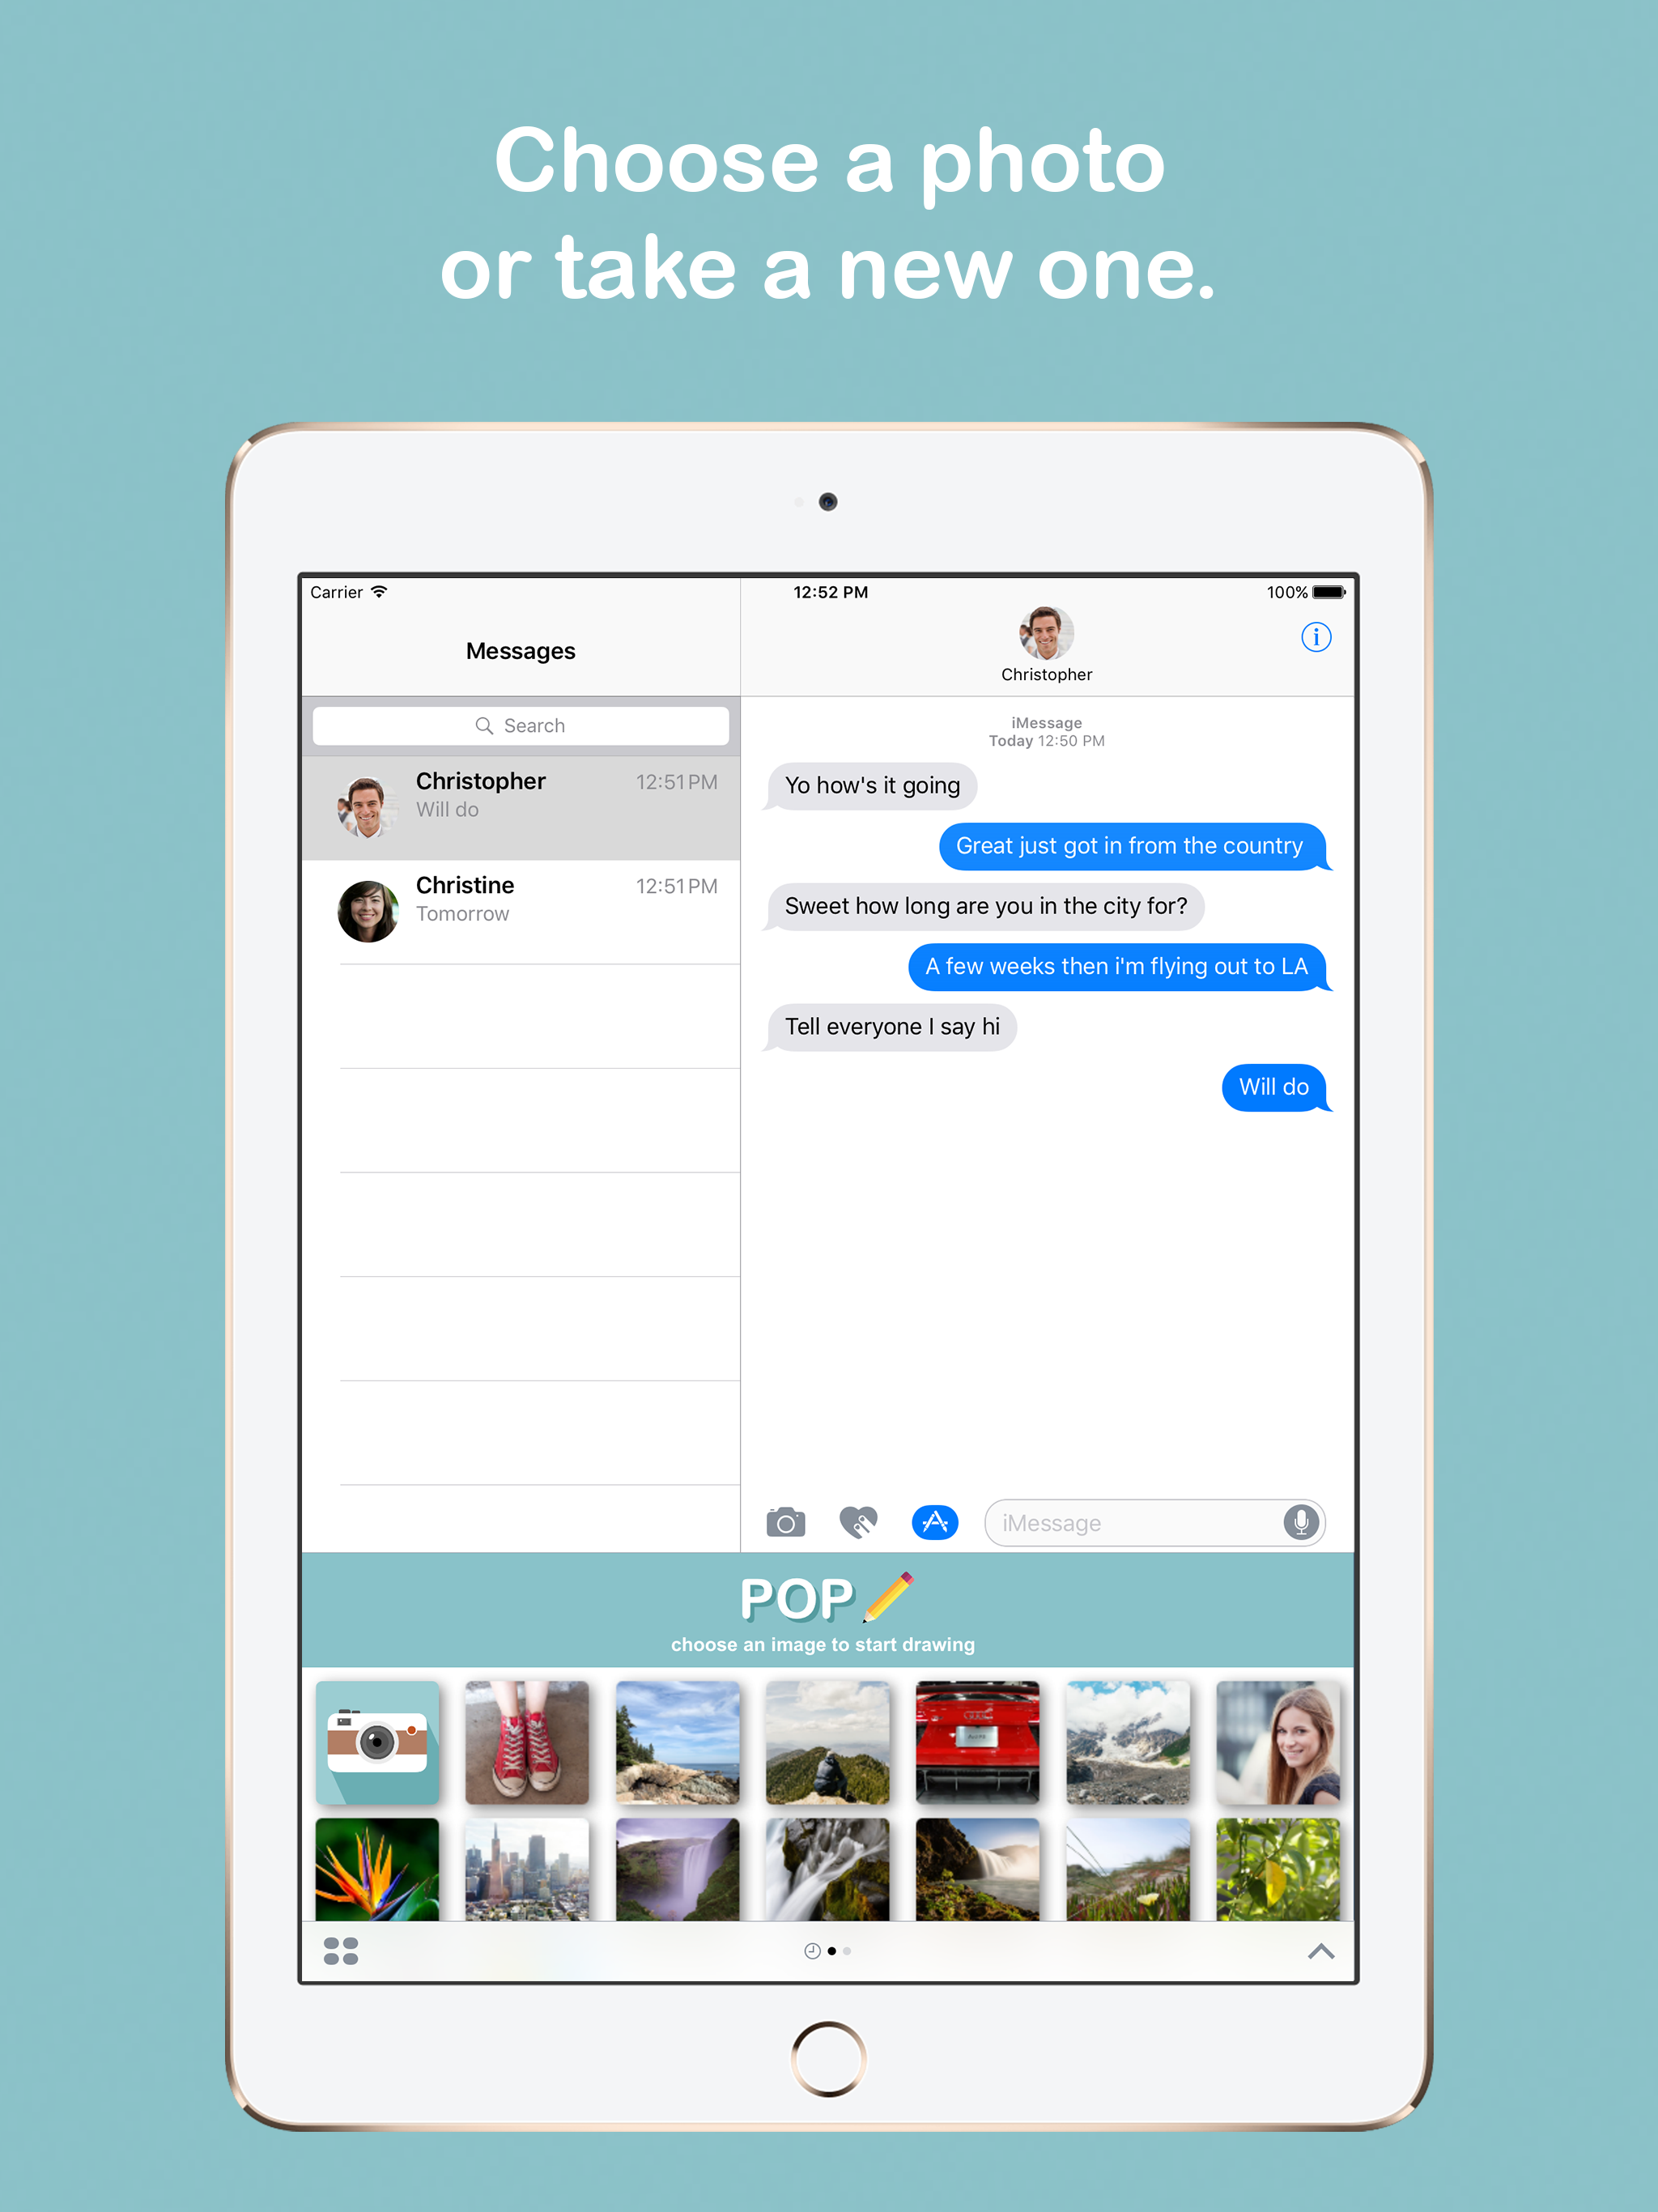 Choose a photo
or take a new one.
Carrier
12:52 PM
100%
Messages
Christopher
Search
Christopher 12:51 PM
Will do
Christine 12:51 PM
Tomorrow
iMessage
Today 12:50 PM
Yo how's it going
Great just got in from the country
Sweet how long are you in the city for?
A few weeks then i'm flying out to LA
Tell everyone I say hi
Will do
iMessage
POP
choose an image to start drawing